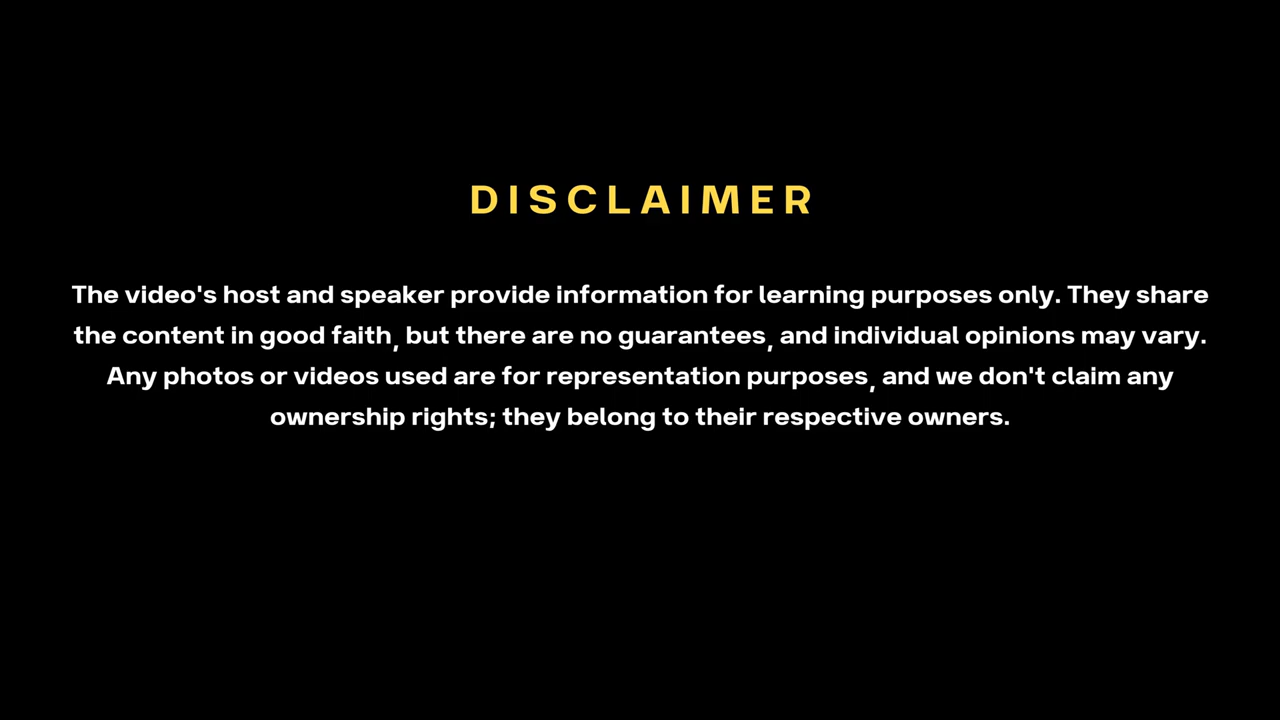 DISCLAIMER
The video's host and speaker provide information for learning purposes only. They share
the content in good faith, but there are no guarantees, and individual opinions may vary.
Any photos or videos used are for representation purposes, and we don't claim any
ownership rights; they belong to their respective owners.